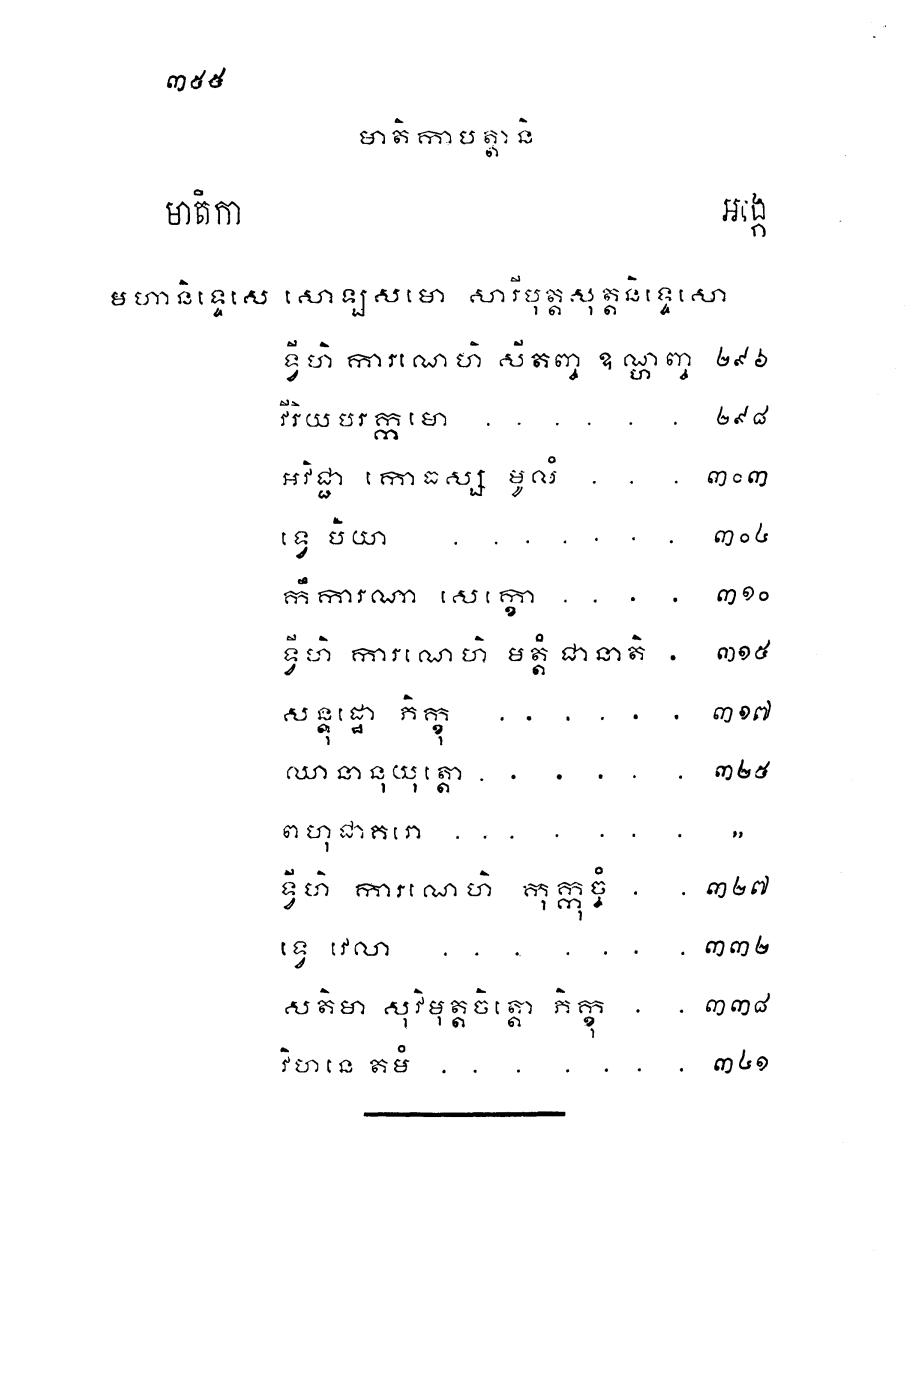 ៣៥៥
មាតិកាបត្តានិ
មាតិកា អង្កេ
មហានិទ្ទេសេ សោឡសមោ សារីបុត្តសុត្តនិទ្ទេសោ
ទ្វីហិ ការណេហិ សីតញ្ច ឧណ្ហញ្ច ២៩៦
វីរិយបរក្កមោ . . . . . . ២៩៨
អវិជ្ជា កោធស្ស មូលំ . . . ៣០៣
ទ្វេ បិយា . . . . . . . ៣០៤
កឹការណា សេក្ខោ . . . . ៣១០
ទ្វីហិ ការណេហិ មត្តំ ជានាតិ . ៣១៥
សន្តុដ្ឋោ ភិក្ខុ . . . . . . ៣១៧
ឈានានុយុត្តោ . . . . . . ៣២៥
ពហុជាគរោ . . . . . . . ,,
ទ្វីហិ ការណេហិ កុក្កុច្ចំ . . ៣២៧
ទ្វេ វេលា . . . . . . . ៣៣២
សតិមា សុវិមុត្តចិត្តោ ភិក្ខុ . . ៣៣៨
វិហនេ តមំ . . . . . . . ៣៤១